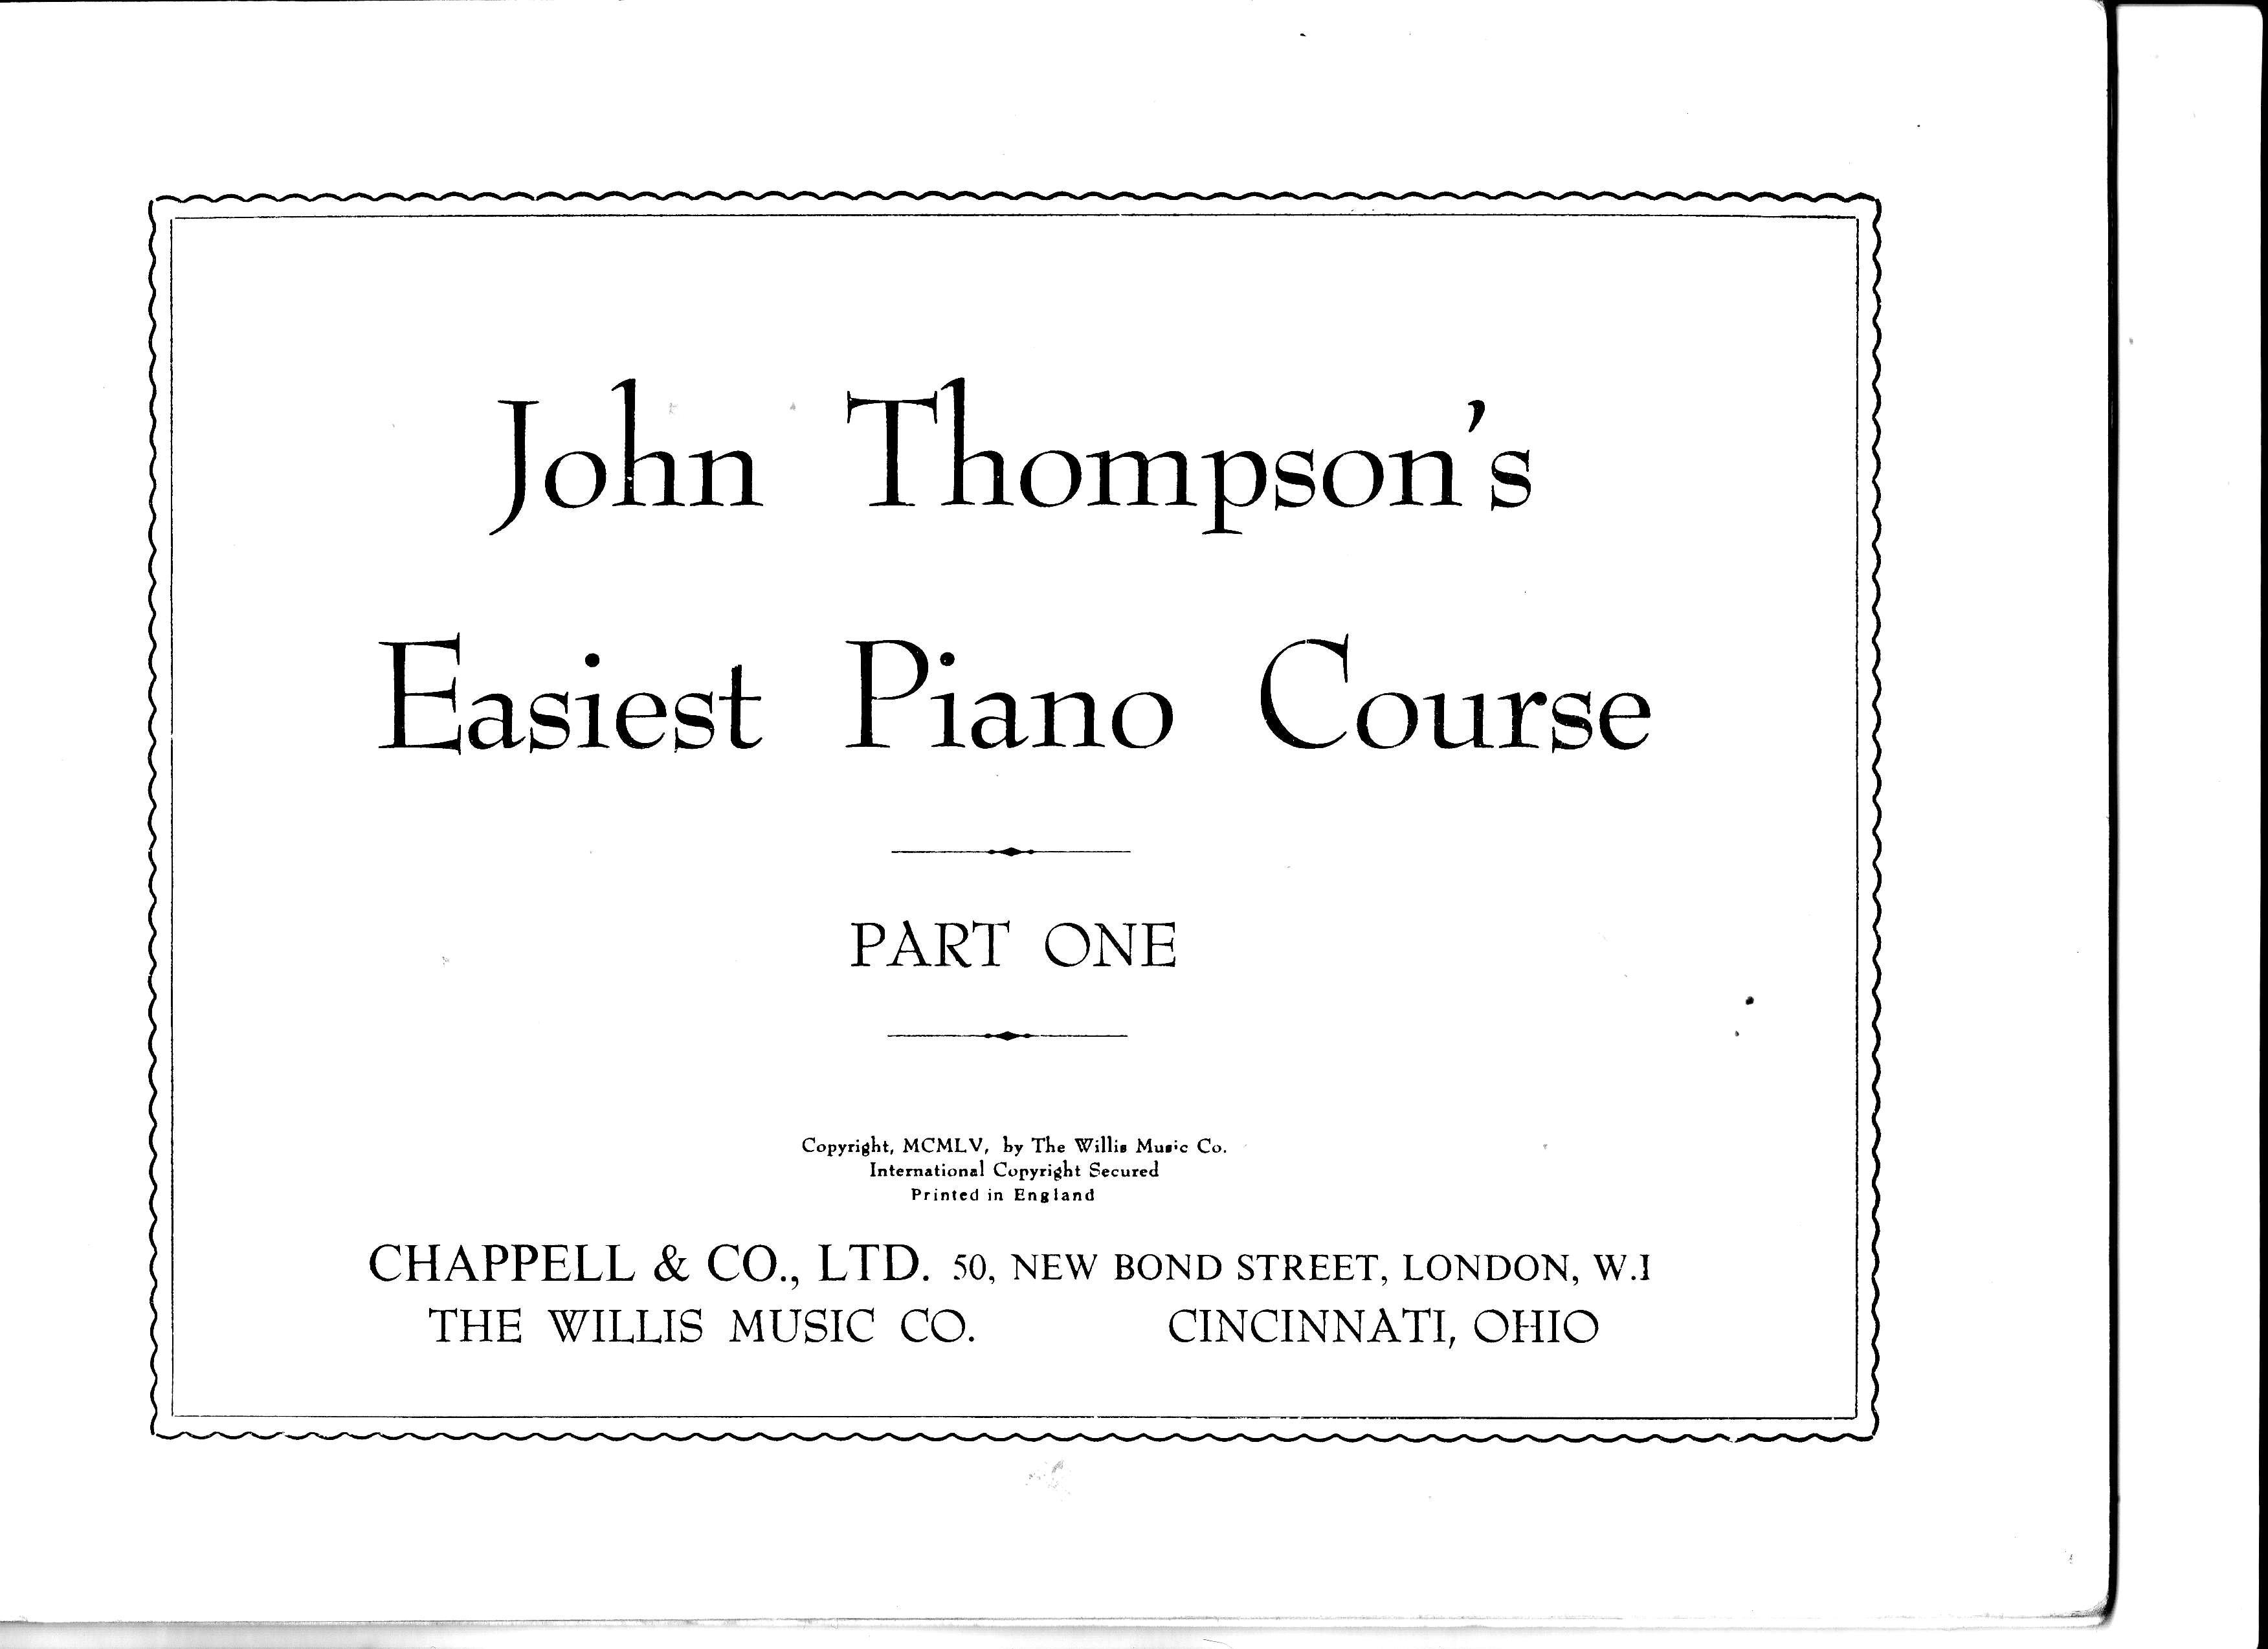 John Thompson's
Easiest Piano Course
PART ONE
Copyright, MCMLV, by The Willis Music Co.
International Copyright Secured
Printed in England
CHAPPELL & CO., LTD. 50, NEW BOND STREET, LONDON, W.1
THE WILLIS MUSIC CO. CINCINNATI, OHIO